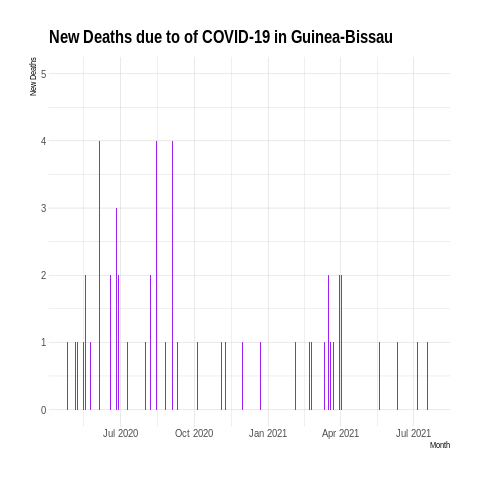 New Deaths due to of COVID-19 in Guinea-Bissau
New Deaths
5
4
3
2
1
0
Jul 2020 Oct 2020 Jan 2021 Apr 2021 Jul 2021
Month